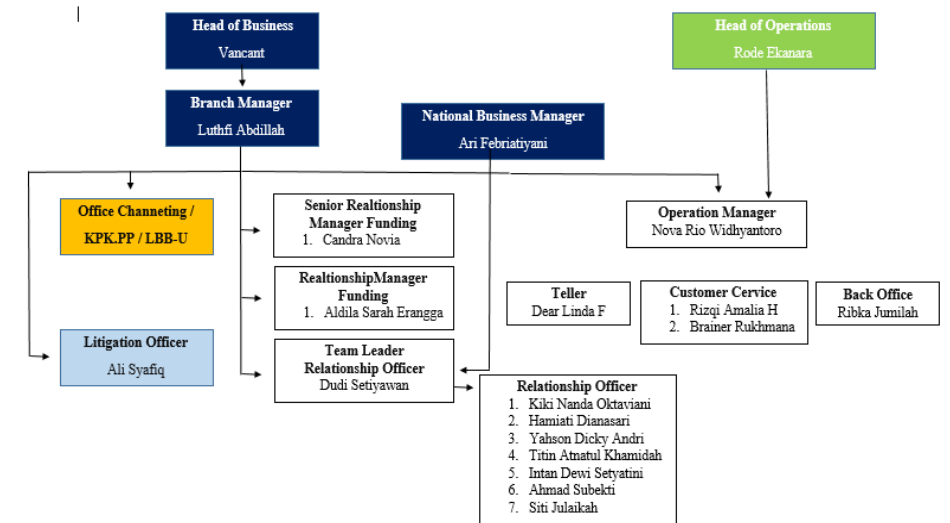 Head of Business
Vancant
Head of Operations
Rode Ekanara
Branch Manager
Luthfi Abdillah
National Business Manager
Ari Febriatiyani
Office Channeting /
KPK.PP / LBB-U
Senior Realtionship
Manager Funding
1. Candra Novia
Operation Manager
Nova Rio Widhyantoro
RealtionshipManager
Funding
1. Aldila Sarah Erangga
Teller
Dear Linda F
Customer Cervice
1. Rizqi Amalia H
2. Brainer Rukhmana
Back Office
Ribka Jumilah
Litigation Officer
Ali Syafiq
Team Leader
Relationship Officer
Dudi Setiyawan
Relationship Officer
1. Kiki Nanda Oktaviani
2. Hamiati Dianasari
3. Yahson Dicky Andri
4. Titin Atnatul Khamidah
5. Intan Dewi Setyatini
6. Ahmad Subekti
7. Siti Julaikah